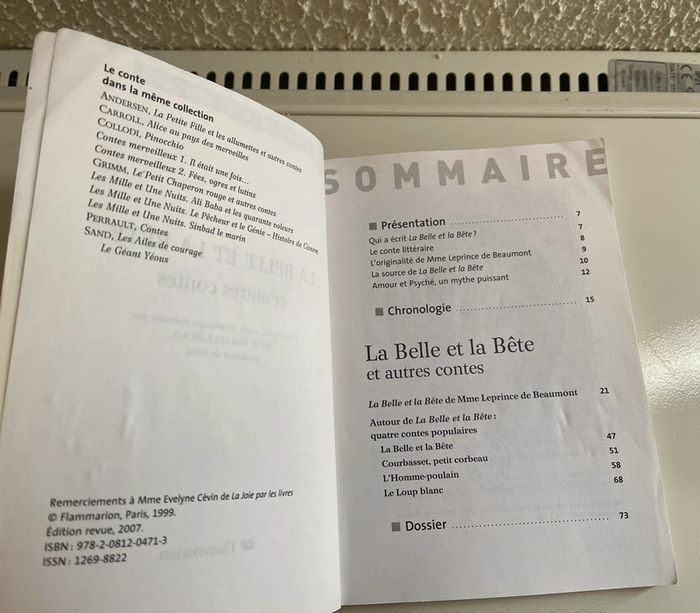 Le conte
dans la même collection
ANDERSEN, La Petite Fille et les allumettes et autres contes
CARROLL, Alice au pays des merveilles
COLLODI, Pinocchio
Contes merveilleux 1. Il était une fois...
Contes merveilleux 2. Fées, ogres et lutins
GRIMM, Le Petit Chaperon rouge et autres contes
Les Mille et Une Nuits. Ali Baba et les quarante voleurs
Les Mille et Une Nuits. Le Pêcheur et le Génie – Histoire de Ganem
Les Mille et Une Nuits. Sinbad le marin
PERRAULT, Contes
SAND, Les Ailes de courage
Le Géant Yéous
Remerciements à Mme Evelyne Cévin de La Joie par les livres
© Flammarion, Paris, 1999.
Édition revue, 2007.
ISBN : 978-2-0812-0471-3
ISSN : 1269-8822
SOMMAIRE
Présentation 7
Qui a écrit La Belle et la Bête ? 7
Le conte littéraire 8
L'originalité de Mme Leprince de Beaumont 9
La source de La Belle et la Bête 10
Amour et Psyché, un mythe puissant 12
Chronologie 15
La Belle et la Bête
et autres contes
La Belle et la Bête de Mme Leprince de Beaumont 21
Autour de La Belle et la Bête :
quatre contes populaires
La Belle et la Bête 47
Courbasset, petit corbeau 51
L'Homme-poulain 58
Le Loup blanc 68
Dossier 73